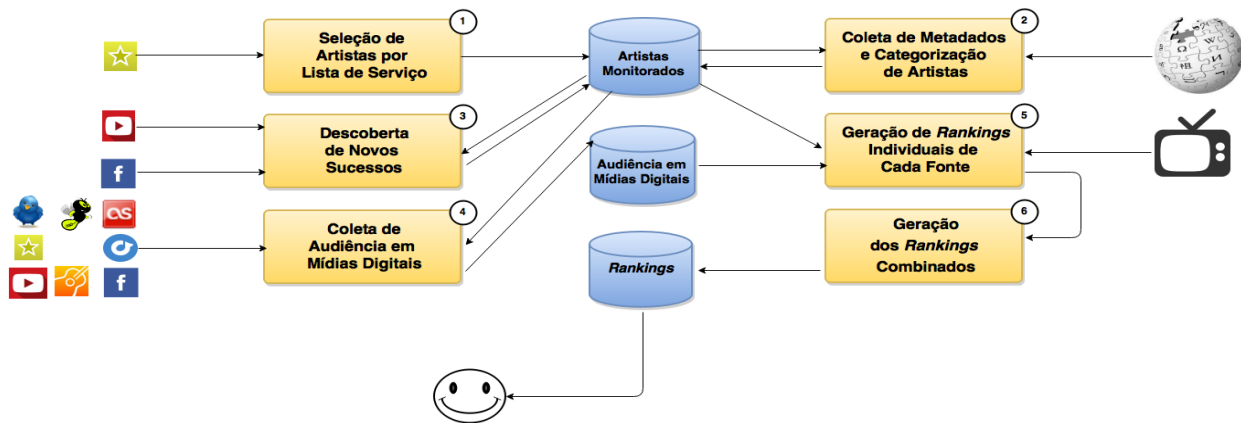 1
Seleção de
Artistas por
Lista de Serviço
Artistas
Monitorados
2
Coleta de Metadados
e Categorização
de Artistas
3
Descoberta
de Novos
Sucessos
Audiência em
Mídias Digitais
5
Geração de Rankings
Individuais de
Cada Fonte
4
Coleta de
Audiência em
Mídias Digitais
Rankings
6
Geração
dos Rankings
Combinados
f
as
f
W
Ω
И